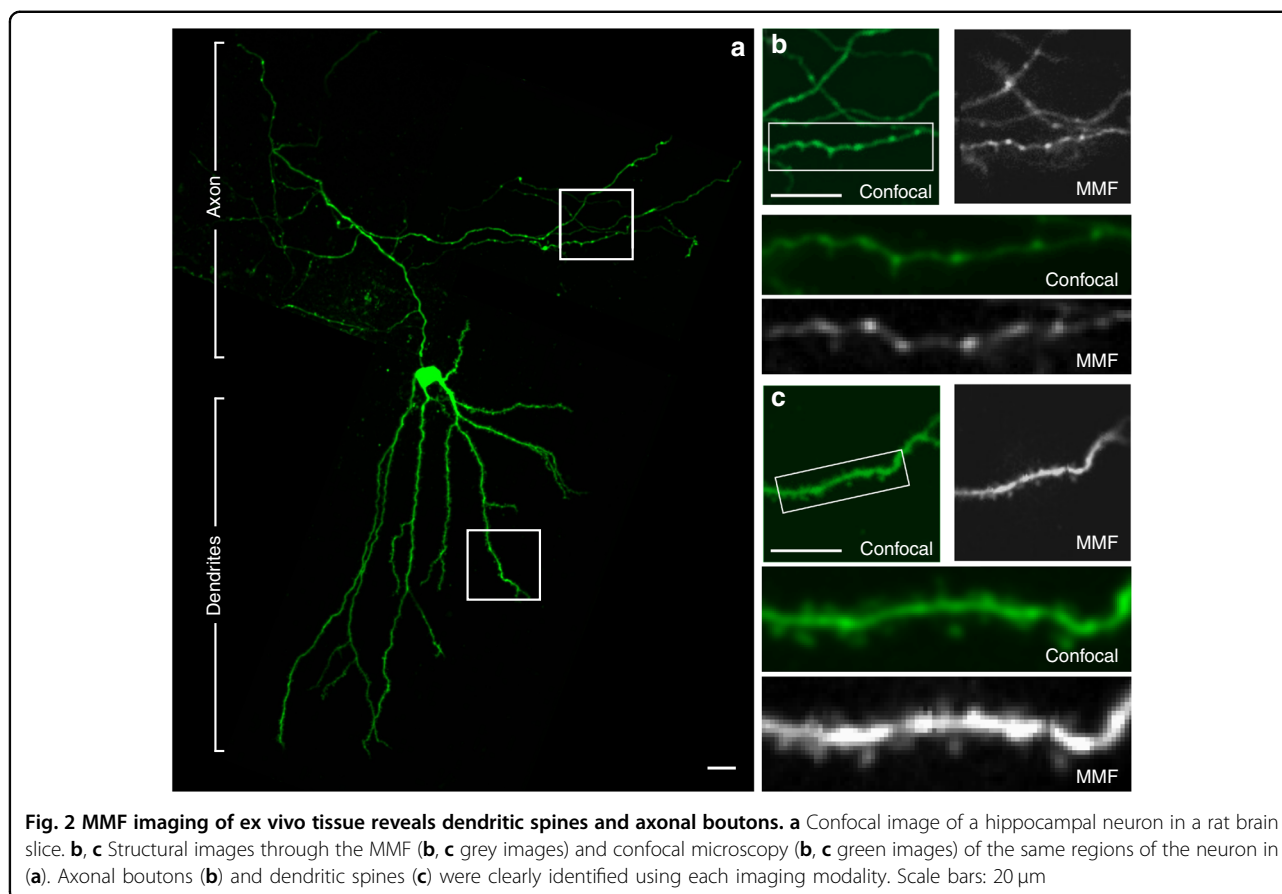 a
Axon
Dendrites
b
Confocal
MMF
Confocal
MMF
c
Confocal
MMF
Confocal
MMF
Fig. 2 MMF imaging of ex vivo tissue reveals dendritic spines and axonal boutons. a Confocal image of a hippocampal neuron in a rat brain
slice. b, c Structural images through the MMF (b, c grey images) and confocal microscopy (b, c green images) of the same regions of the neuron in
(a). Axonal boutons (b) and dendritic spines (c) were clearly identified using each imaging modality. Scale bars: 20 µm